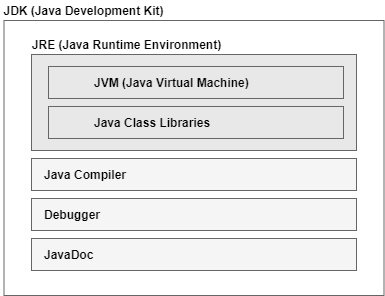 JDK (Java Development Kit)
JRE (Java Runtime Environment)
JVM (Java Virtual Machine)
Java Class Libraries
Java Compiler
Debugger
JavaDoc